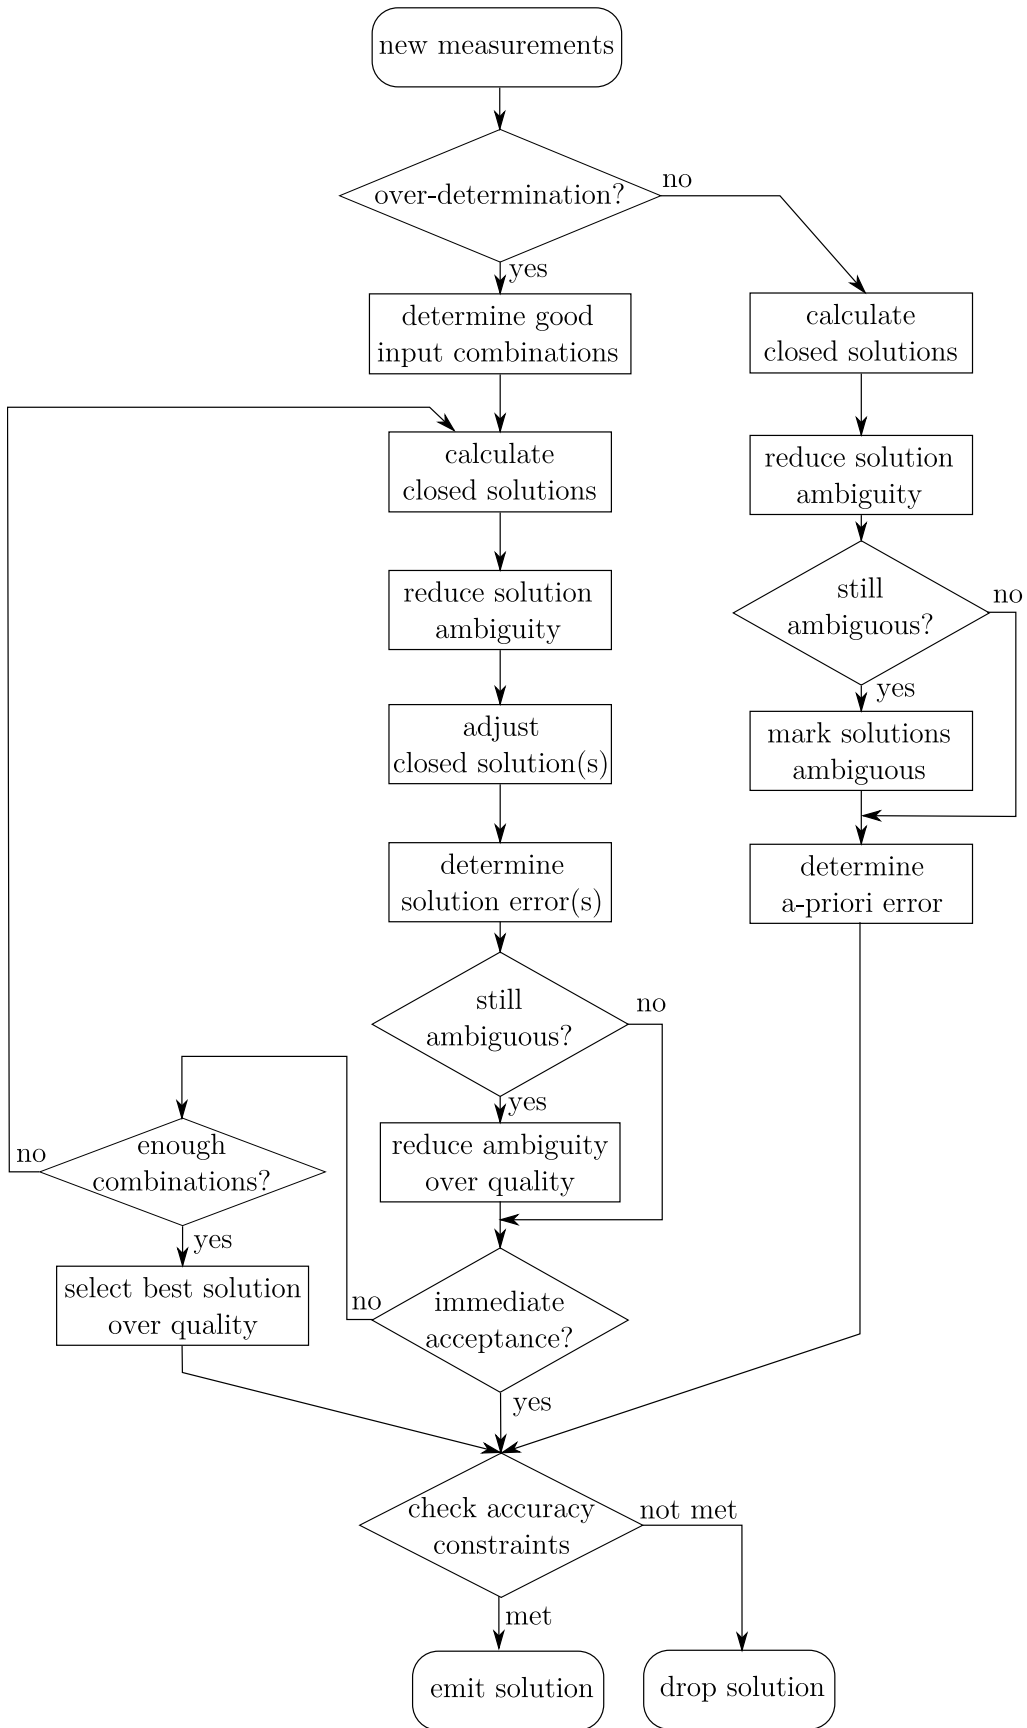 new measurements
over-determination?
no
yes
determine good
input combinations
calculate
closed solutions
calculate
closed solutions
reduce solution
ambiguity
reduce solution
ambiguity
still
ambiguous?
no
yes
adjust
closed solution(s)
mark solutions
ambiguous
determine
solution error(s)
determine
a-priori error
still
ambiguous?
no
yes
enough
combinations?
no
yes
reduce ambiguity
over quality
select best solution
over quality
immediate
acceptance?
no
yes
check accuracy
constraints
not met
met
emit solution
drop solution